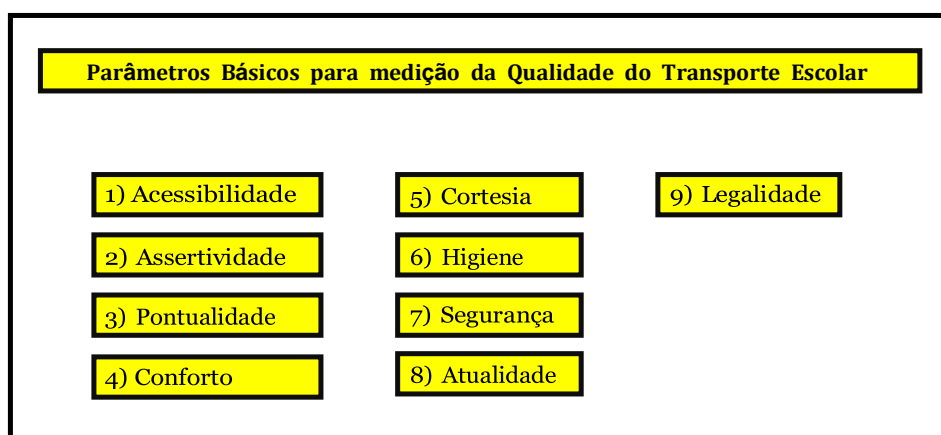 Parâmetros Básicos para medição da Qualidade do Transporte Escolar
1) Acessibilidade
2) Assertividade
3) Pontualidade
4) Conforto
5) Cortesia
6) Higiene
7) Segurança
8) Atualidade
9) Legalidade